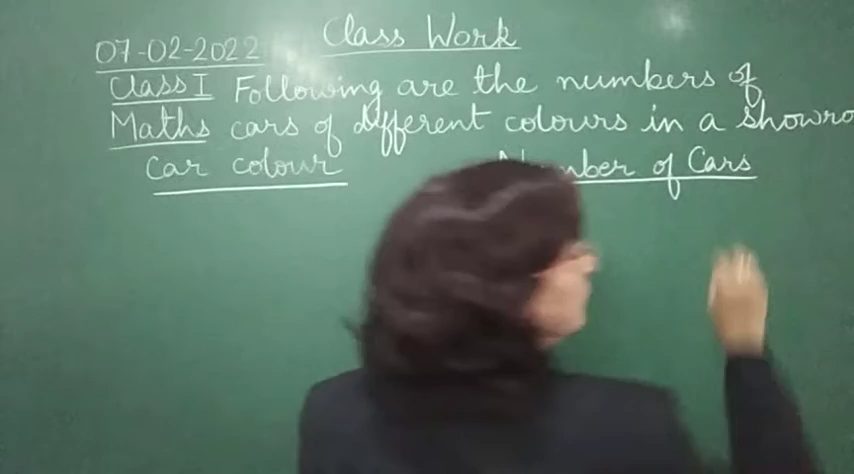 07-02-2022 Class Work
Class I Following are the numbers of
Maths cars of different colours in a showro
Car colour Number of Cars